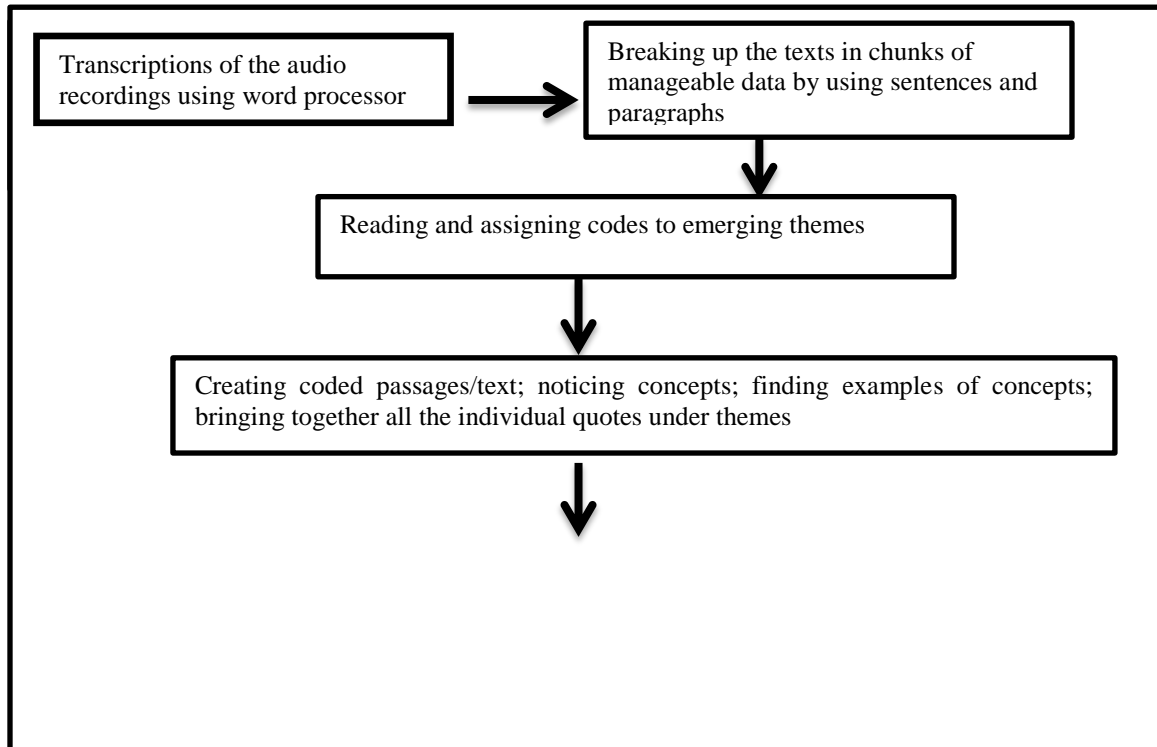 Transcriptions of the audio
recordings using word processor
Breaking up the texts in chunks of
manageable data by using sentences and
paragraphs
Reading and assigning codes to emerging themes
Creating coded passages/text; noticing concepts; finding examples of concepts;
bringing together all the individual quotes under themes